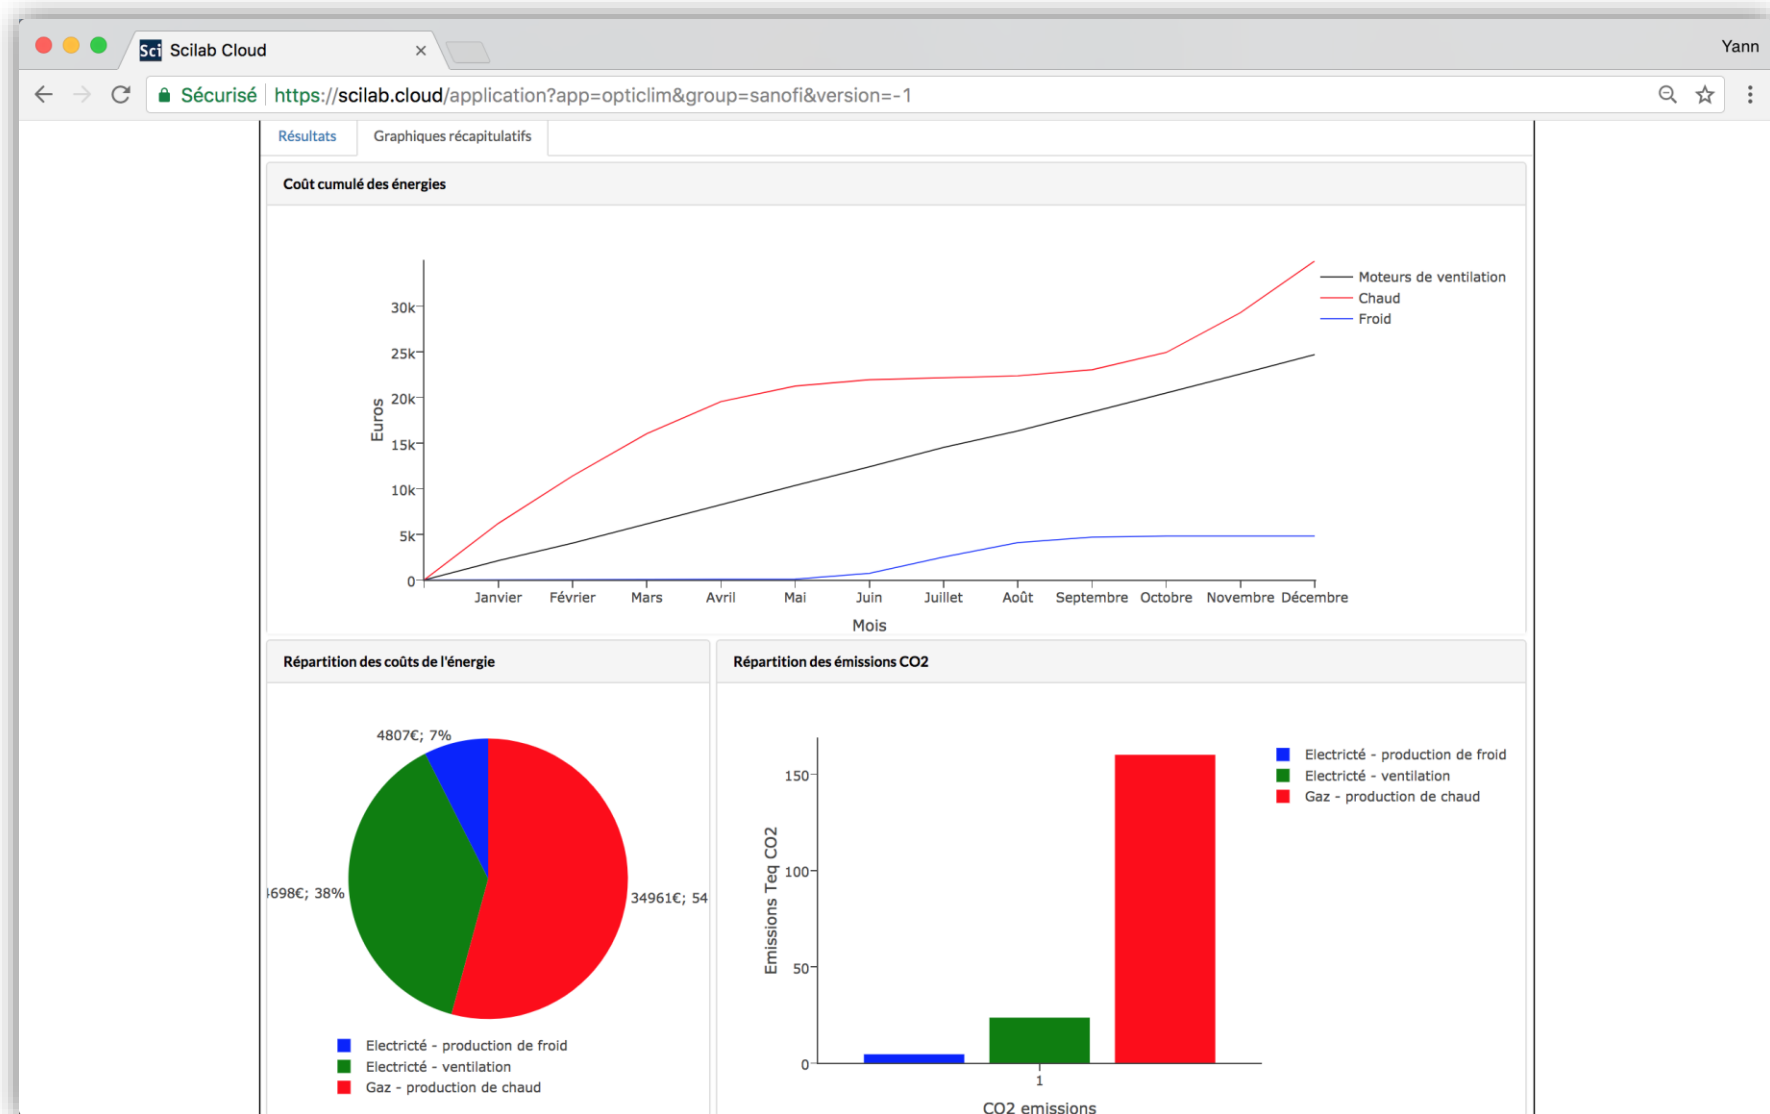 Sci Scilab Cloud ×
Yann
Sécurisé https://scilab.cloud/application?app=opticlim&group=sanofi&version=-1
Résultats Graphiques récapitulatifs
Coût cumulé des énergies
Moteurs de ventilation
Chaud
Froid
30k
25k
20k
15k
10k
5k
0
Euros
Janvier Février Mars Avril Mai Juin Juillet Août Septembre Octobre Novembre Décembre
Mois
Répartition des coûts de l'énergie
4807€; 7%
698€; 38%
34961€; 54
Electricté - production de froid
Electricté - ventilation
Gaz - production de chaud
Répartition des émissions CO2
Electricté - production de froid
Electricté - ventilation
Gaz - production de chaud
150
100
50
0
Emissions Teq CO2
1
CO2 emissions